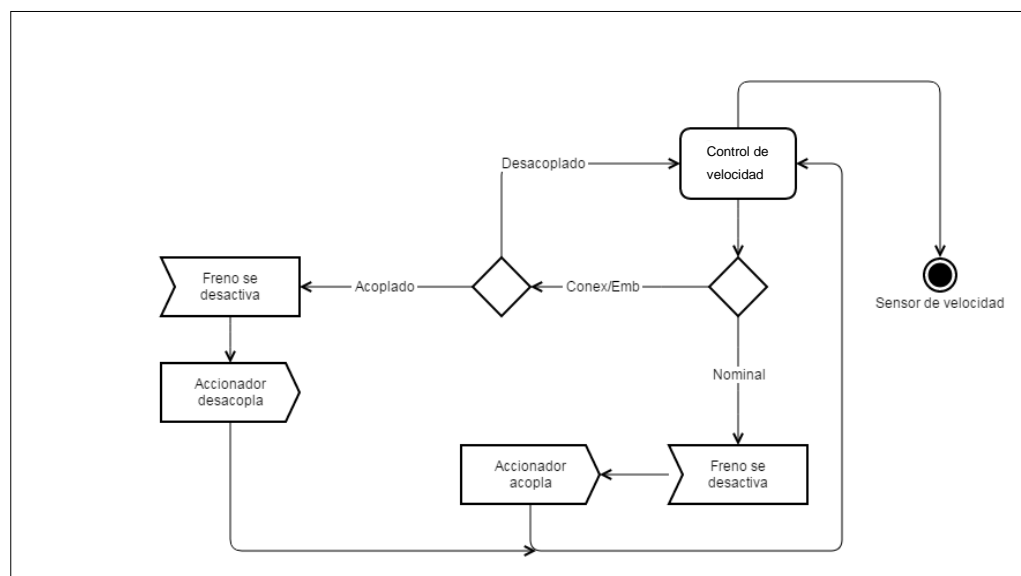 Control de
velocidad
Desacoplado
Freno se
desactiva
Acoplado
Conex/Emb
Sensor de velocidad
Accionador
desacopla
Nominal
Accionador
acopla
Freno se
desactiva